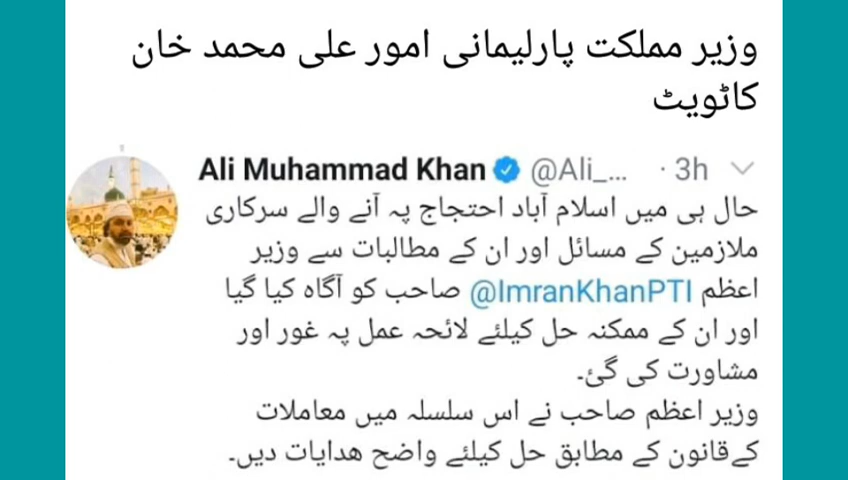 وزیر مملکت پارلیمانی امور علی محمد خان
کاٹویٹ
Ali Muhammad Khan @Ali_... · 3h
حال ہی میں اسلام آباد احتجاج پہ آنے والے سرکاری
ملازمین کے مسائل اور ان کے مطالبات سے وزیر
اعظم @ImranKhanPTI صاحب کو آگاہ کیا گیا
اور ان کے ممکنہ حل کیلئے لائحہ عمل پہ غور اور
مشاورت کی گئ۔
وزیر اعظم صاحب نے اس سلسلہ میں معاملات
کےقانون کے مطابق حل کیلئے واضح ھدایات دیں۔